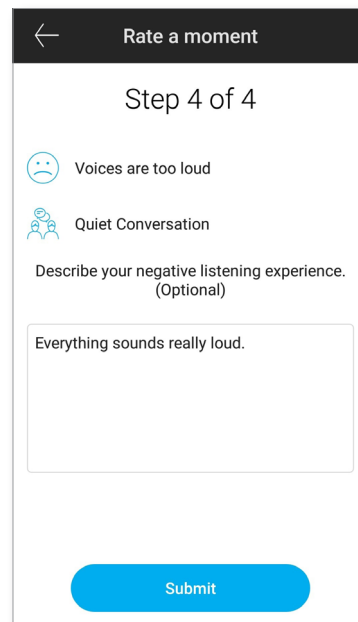 Rate a moment
Step 4 of 4
Voices are too loud
Quiet Conversation
Describe your negative listening experience.
(Optional)
Everything sounds really loud.
Submit